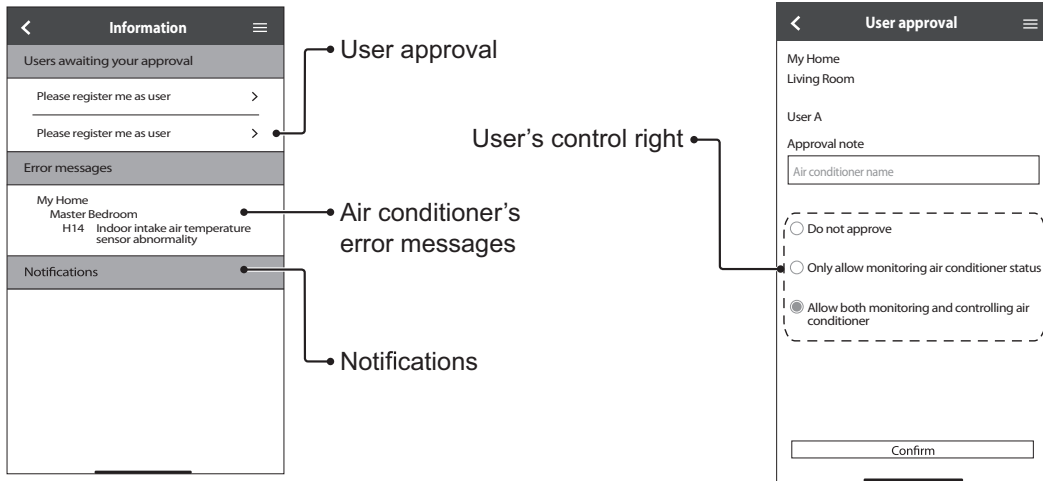 Information
Users awaiting your approval
Please register me as user
Please register me as user
Error messages
My Home
Master Bedroom
H14 Indoor intake air temperature
sensor abnormality
Notifications
User approval
Air conditioner's
error messages
Notifications
User's control right
User approval
My Home
Living Room
User A
Approval note
Air conditioner name
Do not approve
Only allow monitoring air conditioner status
Allow both monitoring and controlling air
conditioner
Confirm